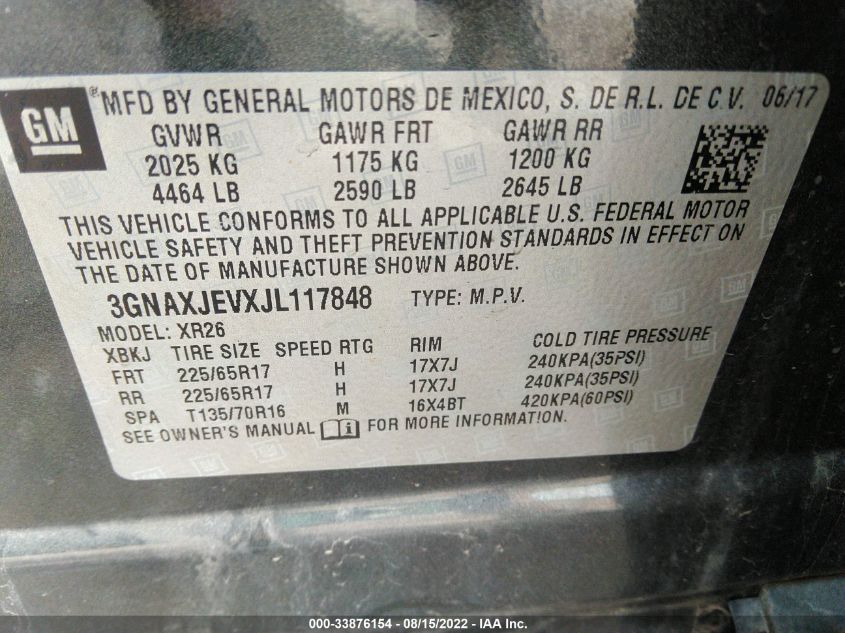 GM ® MFD BY GENERAL MOTORS DE MEXICO, S. DE R.L. DE C.V. 06/17
GVWR GAWR FRT GAWR RR
2025 KG 1175 KG 1200 KG
4464 LB 2590 LB 2645 LB
THIS VEHICLE CONFORMS TO ALL APPLICABLE U.S. FEDERAL MOTOR
VEHICLE SAFETY AND THEFT PREVENTION STANDARDS IN EFFECT ON
THE DATE OF MANUFACTURE SHOWN ABOVE.
3GNAXJEVXJL117848 TYPE: M.P.V.
MODEL: XR26
XBKJ TIRE SIZE SPEED RTG RIM COLD TIRE PRESSURE
FRT 225/65R17 H 17X7J 240KPA(35PSI)
RR 225/65R17 H 17X7J 240KPA(35PSI)
SPA T135/70R16 M 16X4BT 420KPA(60PSI)
SEE OWNER'S MANUAL i FOR MORE INFORMATION.
000-33876154 - 08/15/2022 - IAA Inc.